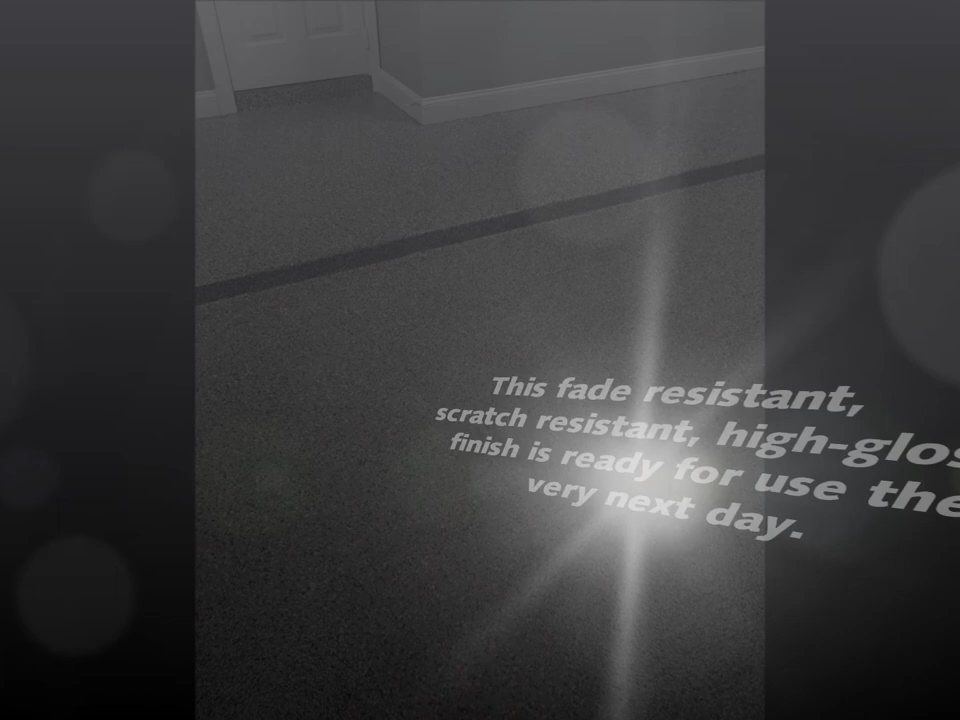 This fade resistant,
scratch resistant, high-glos
finish is ready for use the
very next day.